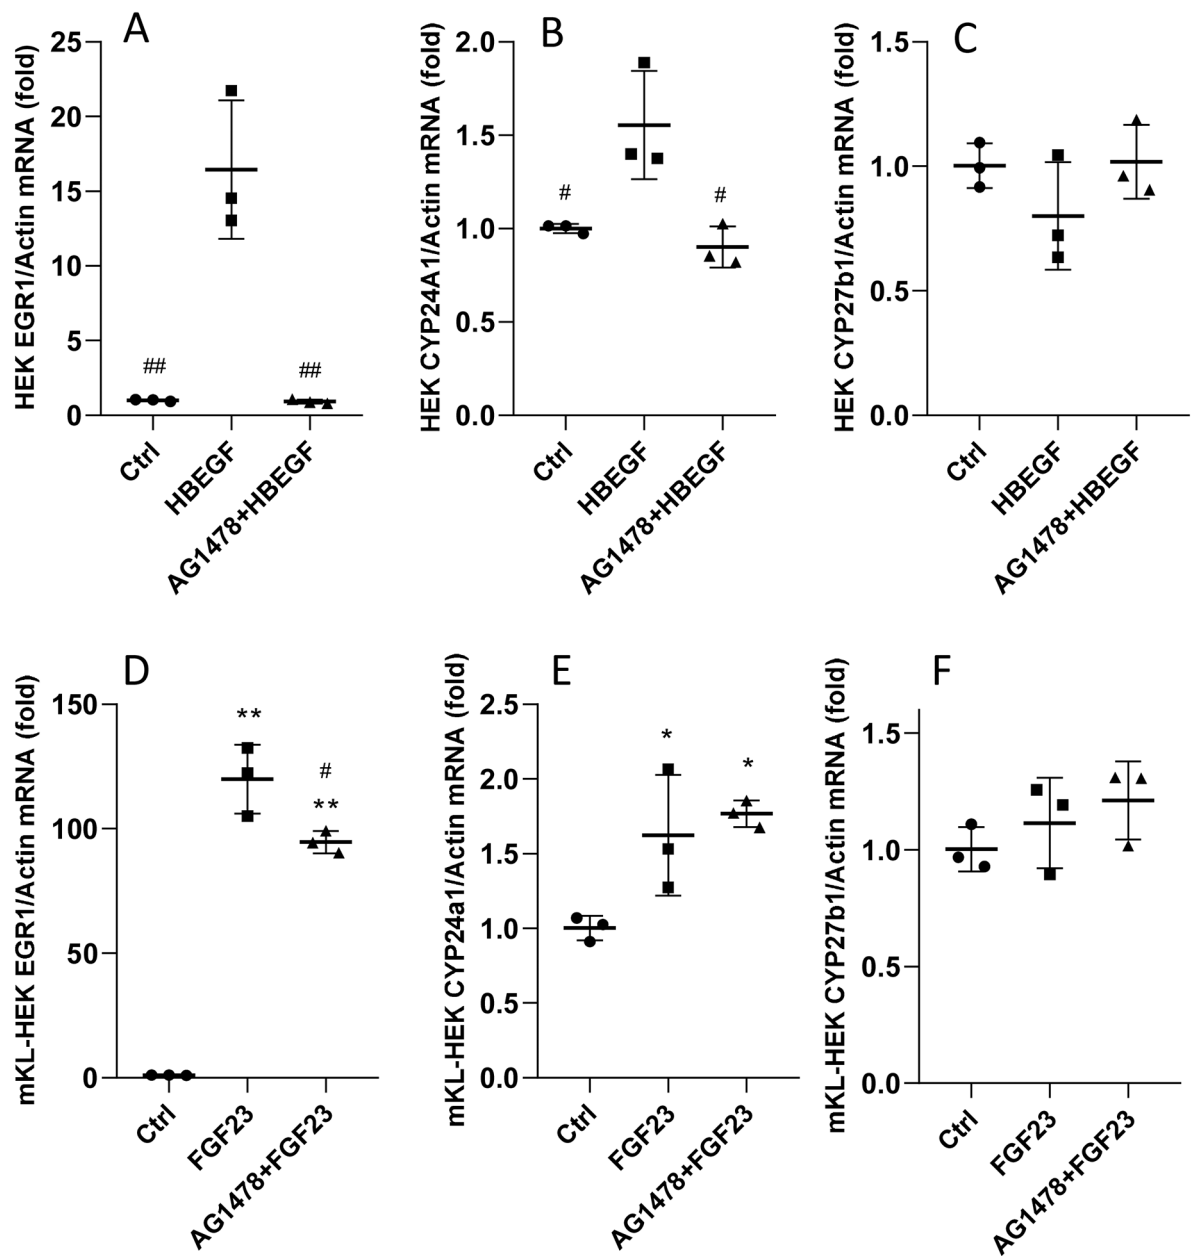 A
HEK EGR1/Actin mRNA (fold)
25
20
15
10
5
0
##
##
Ctrl
HBEGF
AG1478+HBEGF
B
HEK CYP24A1/Actin mRNA (fold)
2.0
1.5
1.0
0.5
0.0
#
#
Ctrl
HBEGF
AG1478+HBEGF
C
HEK CYP27b1/Actin mRNA (fold)
1.5
1.0
0.5
0.0
Ctrl
HBEGF
AG1478+HBEGF
D
mKL-HEK EGR1/Actin mRNA (fold)
150
100
50
0
**
#
**
Ctrl
FGF23
AG1478+FGF23
E
mKL-HEK CYP24a1/Actin mRNA (fold)
2.5
2.0
1.5
1.0
0.5
0.0
*
*
Ctrl
FGF23
AG1478+FGF23
F
mKL-HEK CYP27b1/Actin mRNA (fold)
1.5
1.0
0.5
0.0
Ctrl
FGF23
AG1478+FGF23